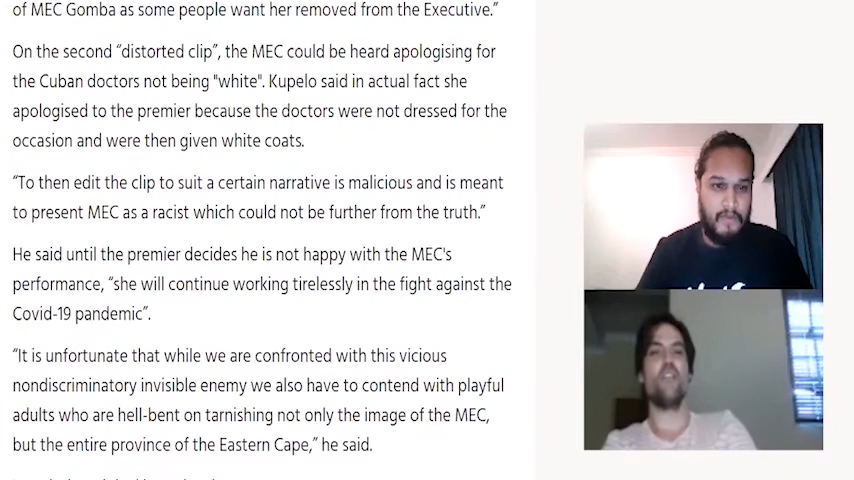 of MEC Gomba as some people want her removed from the Executive.”
On the second “distorted clip”, the MEC could be heard apologising for
the Cuban doctors not being "white". Kupelo said in actual fact she
apologised to the premier because the doctors were not dressed for the
occasion and were then given white coats.
“To then edit the clip to suit a certain narrative is malicious and is meant
to present MEC as a racist which could not be further from the truth.”
He said until the premier decides he is not happy with the MEC's
performance, “she will continue working tirelessly in the fight against the
Covid-19 pandemic”.
“It is unfortunate that while we are confronted with this vicious
nondiscriminatory invisible enemy we also have to contend with playful
adults who are hell-bent on tarnishing not only the image of the MEC,
but the entire province of the Eastern Cape,” he said.